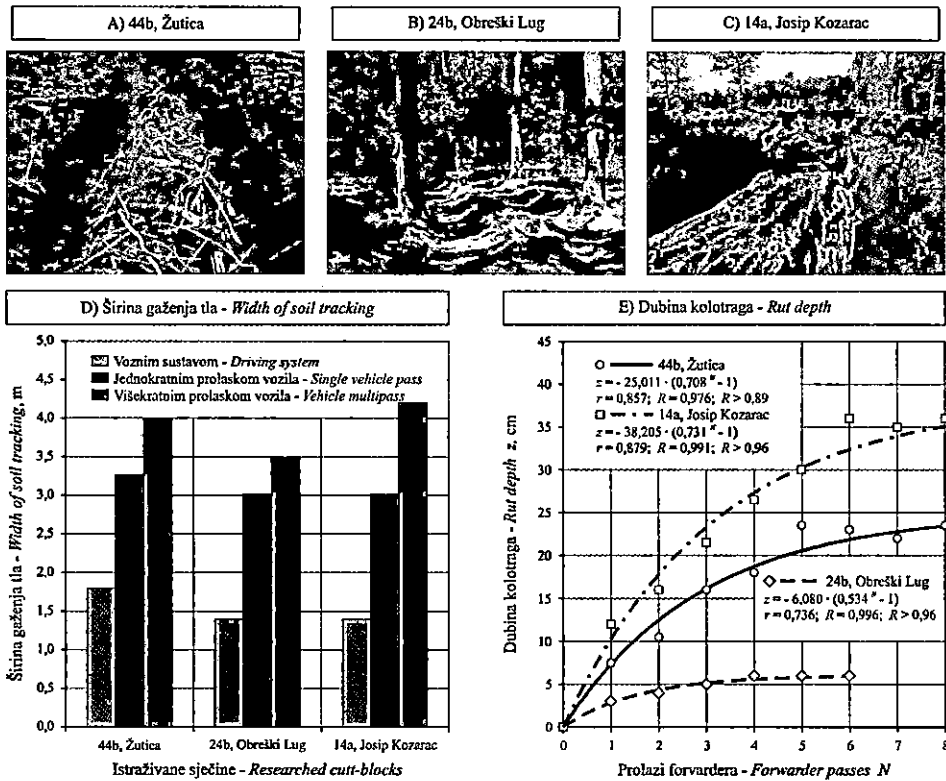 A) 44b, Žutica
B) 24b, Obreški Lug
C) 14a, Josip Kozarac
D) Širina gaženja tla - Width of soil tracking
Širina gaženja tla - Width of soil tracking, m
5,0
4,5
4,0
3,5
3,0
2,5
2,0
1,5
1,0
0,5
0,0
Voznim sustavom - Driving system
Jednokratnim prolaskom vozila - Single vehicle pass
Višekratnim prolaskom vozila - Vehicle multipass
44b, Žutica
24b, Obreški Lug
14a, Josip Kozarac
Istraživane sječine - Researched cutt-blocks
E) Dubina kolotraga - Rut depth
Dubina kolotraga - Rut depth z, cm
45
40
35
30
25
20
15
10
5
0
44b, Žutica
z = - 25,011 · (0,708 ᴺ - 1)
r = 0,857; R = 0,976; R > 0,89
14a, Josip Kozarac
z = - 38,205 · (0,731 ᴺ - 1)
r = 0,879; R = 0,991; R > 0,96
24b, Obreški Lug
z = - 6,080 · (0,534 ᴺ - 1)
r = 0,736; R = 0,996; R > 0,96
0 1 2 3 4 5 6 7 8
Prolazi forvardera - Forwarder passes N